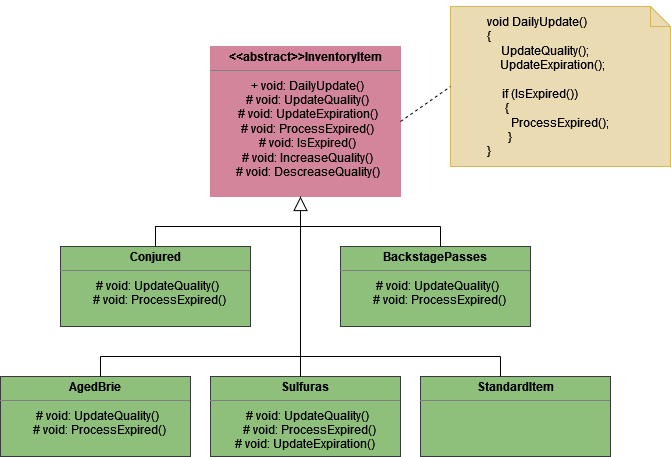 <<abstract>>InventoryItem
+ void: DailyUpdate()
# void: UpdateQuality()
# void: UpdateExpiration()
# void: ProcessExpired()
# void: IsExpired()
# void: IncreaseQuality()
# void: DescreaseQuality()
void DailyUpdate()
{
UpdateQuality();
UpdateExpiration();
if (IsExpired())
{
ProcessExpired();
}
}
Conjured
# void: UpdateQuality()
# void: ProcessExpired()
BackstagePasses
# void: UpdateQuality()
# void: ProcessExpired()
AgedBrie
# void: UpdateQuality()
# void: ProcessExpired()
Sulfuras
# void: UpdateQuality()
# void: ProcessExpired()
# void: UpdateExpiration()
StandardItem